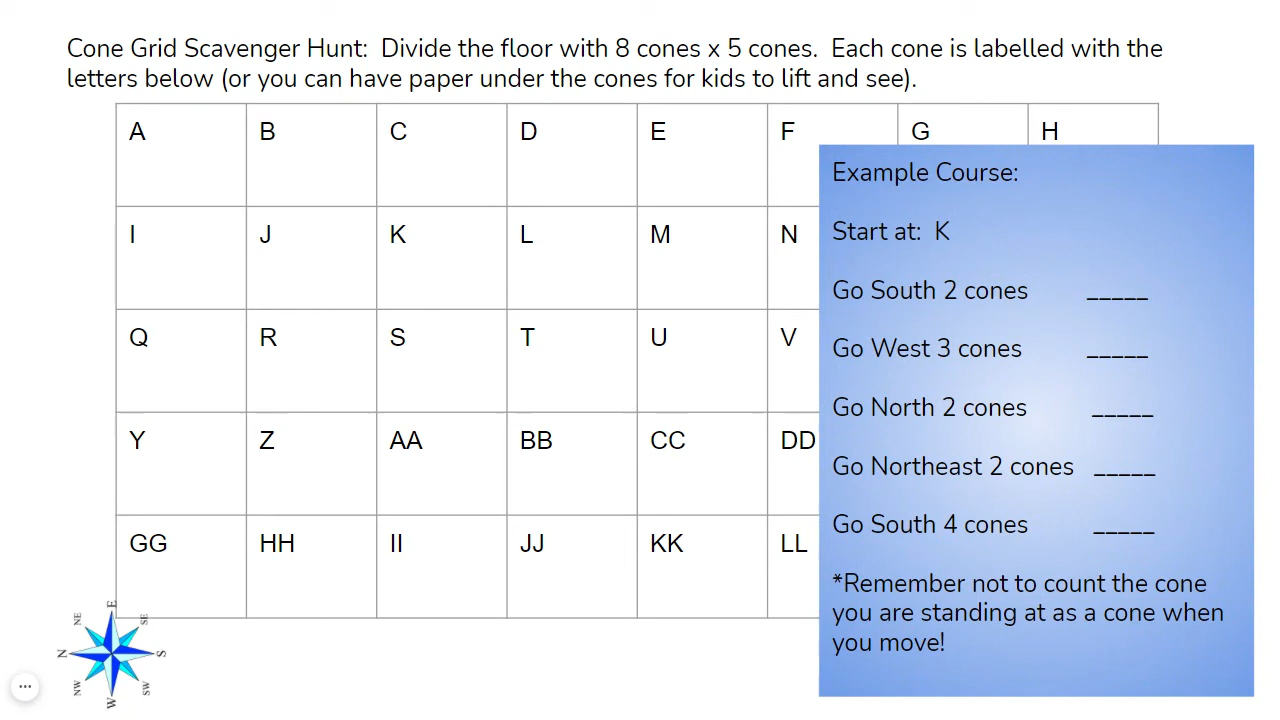 Cone Grid Scavenger Hunt: Divide the floor with 8 cones x 5 cones. Each cone is labelled with the
letters below (or you can have paper under the cones for kids to lift and see).
A B C D E F G H
I J K L M N
Q R S T U V
Y Z AA BB CC DD
GG HH II JJ KK LL
Example Course:
Start at: K
Go South 2 cones _____
Go West 3 cones _____
Go North 2 cones _____
Go Northeast 2 cones _____
Go South 4 cones _____
*Remember not to count the cone
you are standing at as a cone when
you move!
E
NE SE
N S
NW SW
W